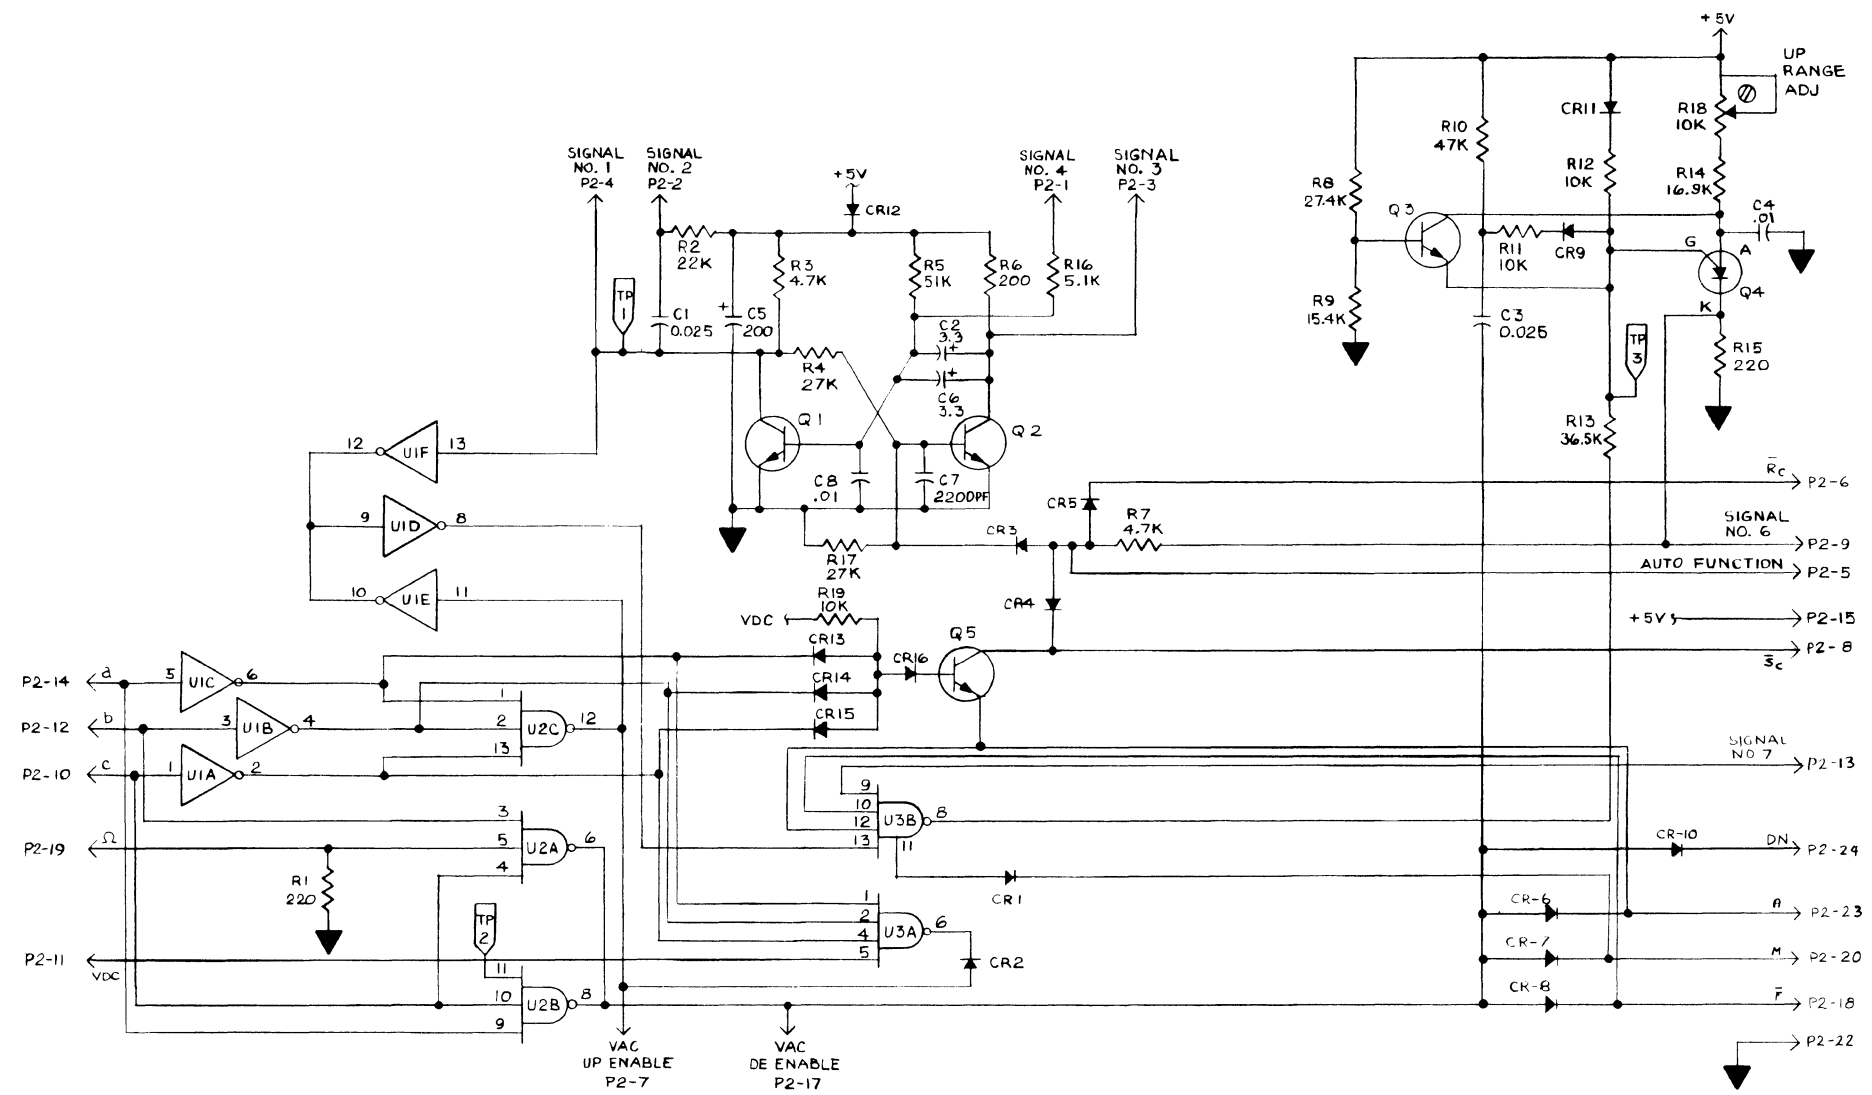 +5V
UP
RANGE
ADJ
CR11
R18
10K
R10
47K
SIGNAL
NO. 1
P2-4
SIGNAL
NO. 2
P2-2
SIGNAL
NO. 4
P2-1
SIGNAL
NO. 3
P2-3
+5V
CR12
R12
10K
R14
16.9K
R8
27.4K
Q3
C4
.01
R2
22K
R3
4.7K
R5
51K
R6
200
R16
5.1K
R11
10K
CR9
G
A
Q4
K
TP
1
C1
0.025
+
C5
200
C2
3.3
+
R9
15.4K
C3
0.025
TP
3
R15
220
R4
27K
+
C6
3.3
Q1
Q2
R13
36.5K
12
U1F
13
C8
.01
C7
2200PF
R̅c
P2-6
CR5
R7
4.7K
SIGNAL
NO. 6
P2-9
9
U1D
8
CR3
R17
27K
AUTO FUNCTION
P2-5
10
U1E
11
R19
10K
VDC
CR4
+5V
P2-15
CR13
Q5
CR16
P2-8
S̅c
P2-14
a
5
U1C
6
CR14
1
P2-12
b
3
U1B
4
2
U2C
12
CR15
13
P2-10
c
1
U1A
2
SIGNAL
NO 7
P2-13
9
10
12
U3B
8
13
11
3
P2-19
Ω
5
U2A
6
4
CR-10
DN
P2-24
R1
220
CR1
1
2
4
U3A
6
5
CR-6
A
P2-23
TP
2
P2-11
VDC
CR2
CR-7
M
P2-20
11
10
U2B
8
9
CR-8
F̅
P2-18
VAC
UP ENABLE
P2-7
VAC
DE ENABLE
P2-17
P2-22